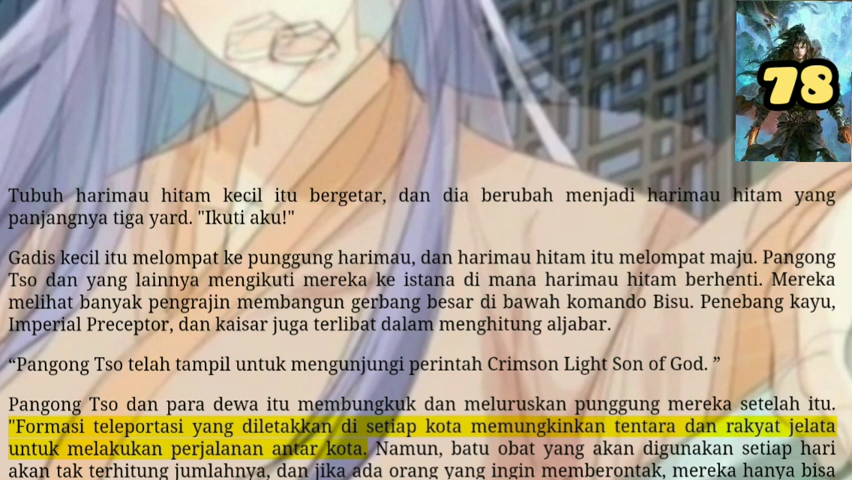 78
Tubuh harimau hitam kecil itu bergetar, dan dia berubah menjadi harimau hitam yang
panjangnya tiga yard. "Ikuti aku!"
Gadis kecil itu melompat ke punggung harimau, dan harimau hitam itu melompat maju. Pangong
Tso dan yang lainnya mengikuti mereka ke istana di mana harimau hitam berhenti. Mereka
melihat banyak pengrajin membangun gerbang besar di bawah komando Bisu. Penebang kayu,
Imperial Preceptor, dan kaisar juga terlibat dalam menghitung aljabar.
“Pangong Tso telah tampil untuk mengunjungi perintah Crimson Light Son of God. ”
Pangong Tso dan para dewa itu membungkuk dan meluruskan punggung mereka setelah itu.
"Formasi teleportasi yang diletakkan di setiap kota memungkinkan tentara dan rakyat jelata
untuk melakukan perjalanan antar kota. Namun, batu obat yang akan digunakan setiap hari
akan tak terhitung jumlahnya, dan jika ada orang yang ingin memberontak, mereka hanya bisa